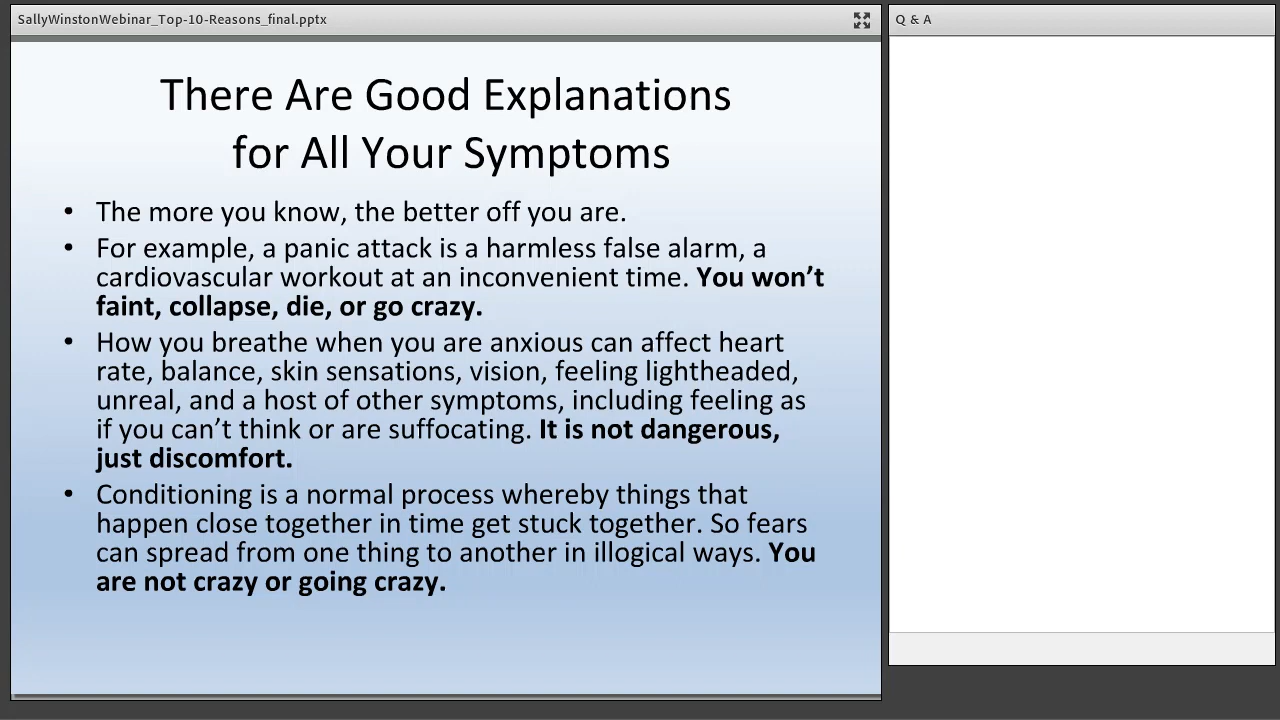 SallyWinstonWebinar_Top-10-Reasons_final.pptx
Q & A
There Are Good Explanations
for All Your Symptoms
• The more you know, the better off you are.
• For example, a panic attack is a harmless false alarm, a
cardiovascular workout at an inconvenient time. You won’t
faint, collapse, die, or go crazy.
• How you breathe when you are anxious can affect heart
rate, balance, skin sensations, vision, feeling lightheaded,
unreal, and a host of other symptoms, including feeling as
if you can’t think or are suffocating. It is not dangerous,
just discomfort.
• Conditioning is a normal process whereby things that
happen close together in time get stuck together. So fears
can spread from one thing to another in illogical ways. You
are not crazy or going crazy.